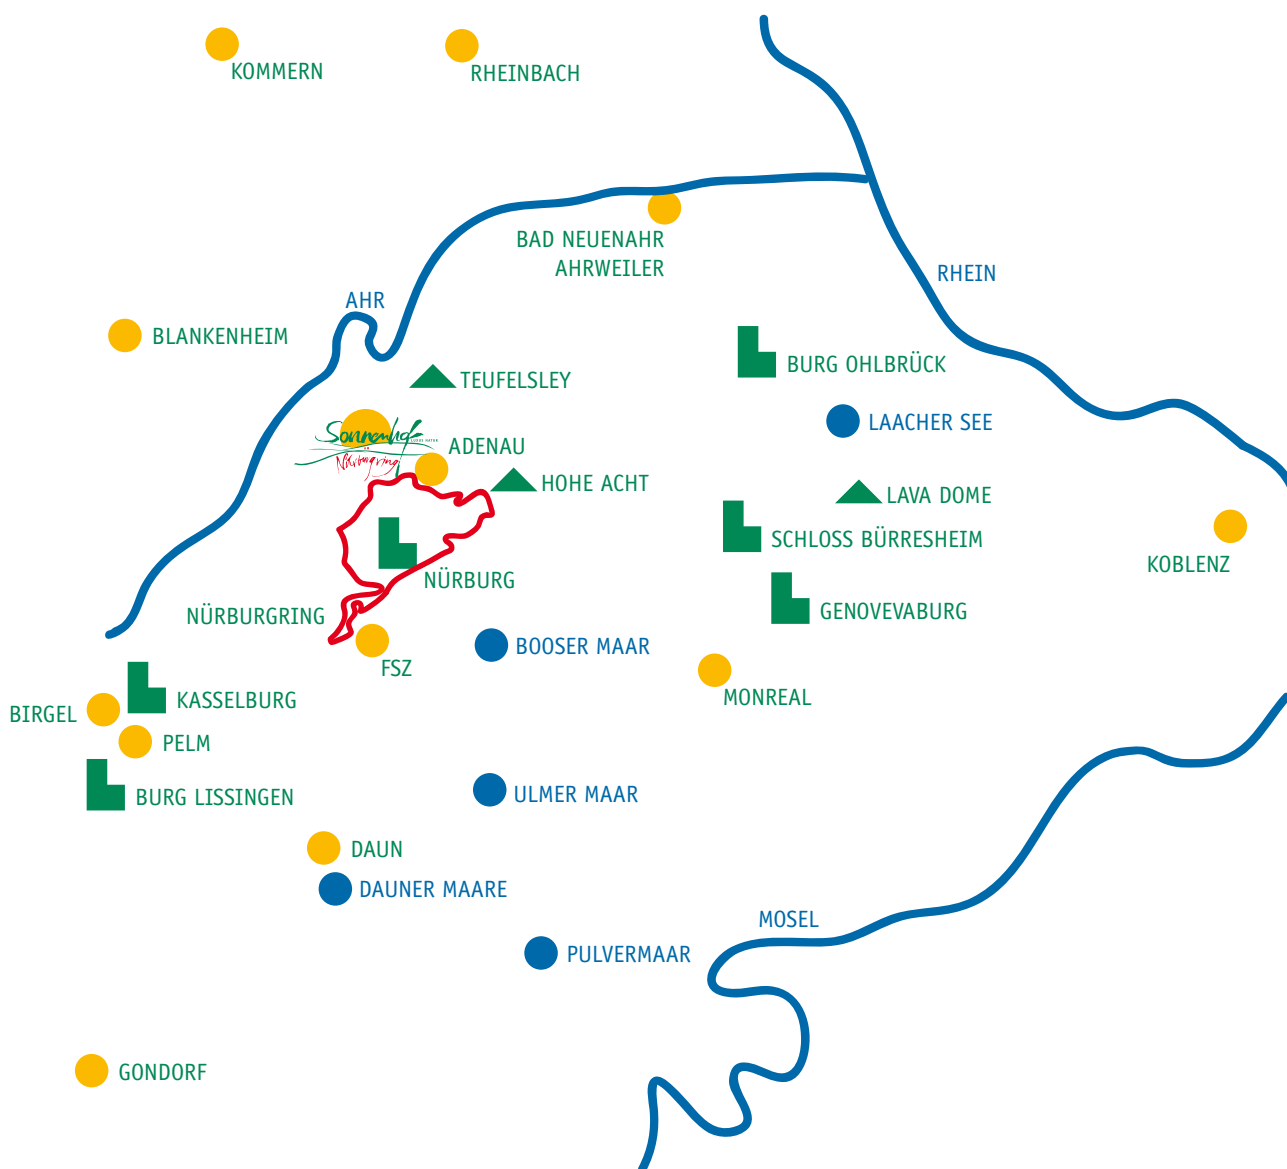 KOMMERN
RHEINBACH
BAD NEUENAHR
AHRWEILER
RHEIN
AHR
BLANKENHEIM
BURG OHLBRÜCK
TEUFELSLEY
LAACHER SEE
Sonnenhof
ADENAU
Nürburgring
HOHE ACHT
LAVA DOME
SCHLOSS BÜRRESHEIM
KOBLENZ
NÜRBURG
GENOVEVABURG
NÜRBURGRING
BOOSER MAAR
FSZ
MONREAL
KASSELBURG
BIRGEL
PELM
ULMER MAAR
BURG LISSINGEN
DAUN
DAUNER MAARE
MOSEL
PULVERMAAR
GONDORF